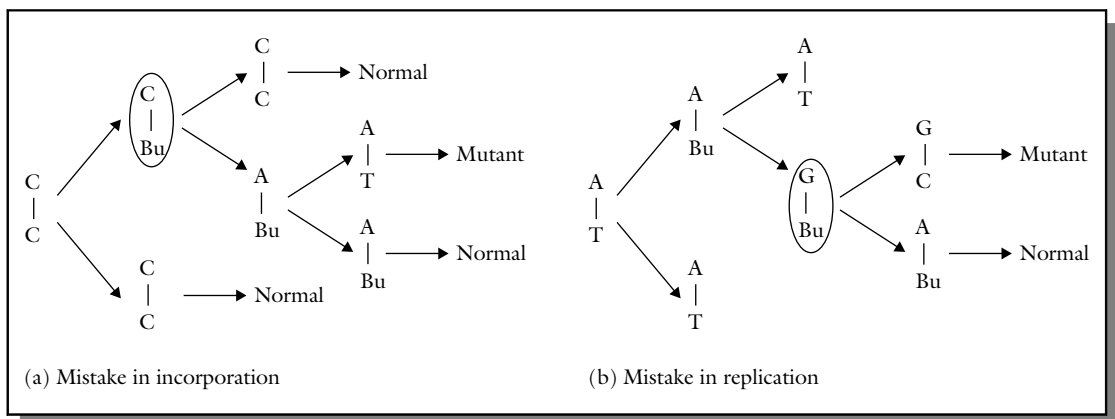 C
C
C
Bu
C
C
Normal
A
Bu
A
T
Mutant
A
Bu
Normal
C
C
Normal
(a) Mistake in incorporation
A
T
A
Bu
A
T
G
Bu
G
C
Mutant
A
Bu
Normal
A
T
(b) Mistake in replication